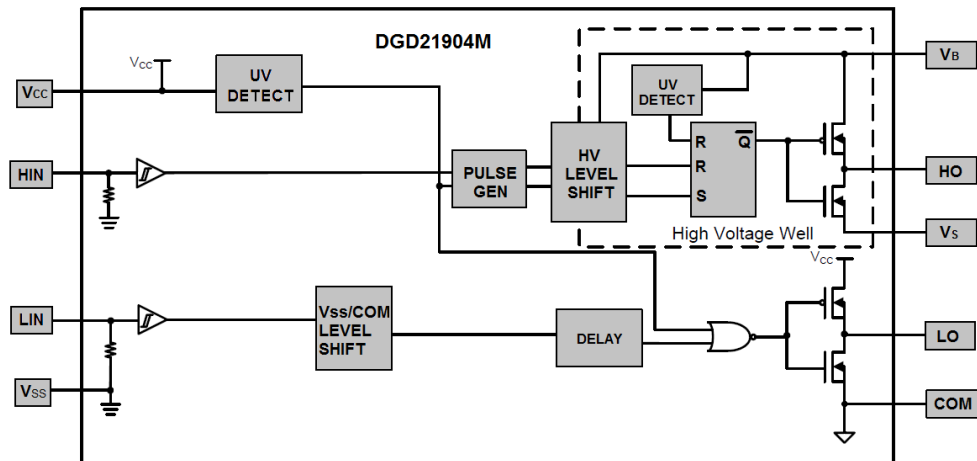 DGD21904M
VCC
VCC
UV
DETECT
VB
UV
DETECT
HIN
PULSE
GEN
HV
LEVEL
SHIFT
R
R
S
Q
HO
VS
High Voltage Well
VCC
LIN
Vss/COM
LEVEL
SHIFT
DELAY
LO
VSS
COM